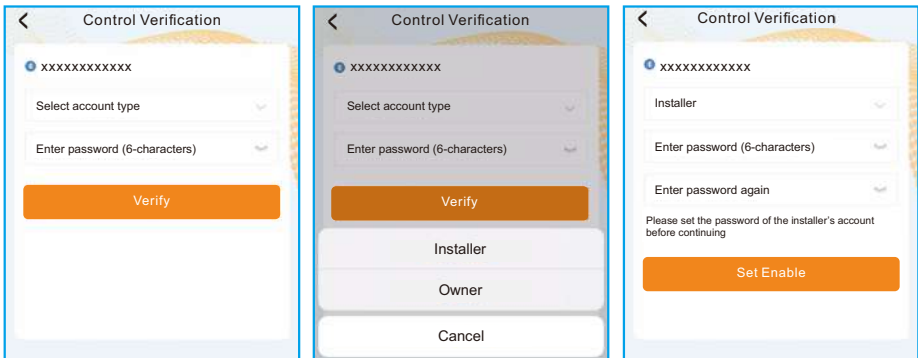 Control Verification
xxxxxxxxxxxx
Select account type
Enter password (6-characters)
Verify
Control Verification
xxxxxxxxxxxx
Select account type
Enter password (6-characters)
Verify
Installer
Owner
Cancel
Control Verification
xxxxxxxxxxxx
Installer
Enter password (6-characters)
Enter password again
Please set the password of the installer's account
before continuing
Set Enable